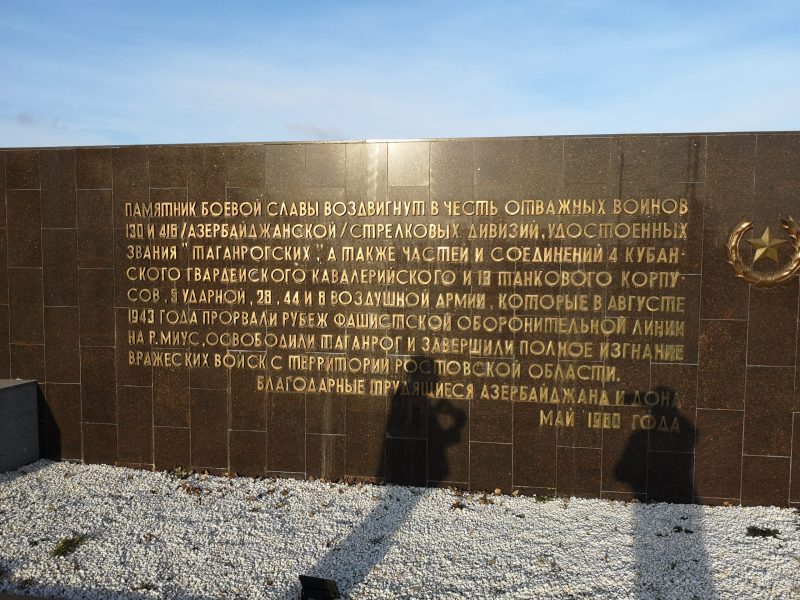 ПАМЯТНИК БОЕВОЙ СЛАВЫ ВОЗДВИГНУТ В ЧЕСТЬ ОТВАЖНЫХ ВОИНОВ
130 И 416 /АЗЕРБАЙДЖАНСКОЙ/ СТРЕЛКОВЫХ ДИВИЗИЙ, УДОСТОЕННЫХ
ЗВАНИЯ "ТАГАНРОГСКИХ", А ТАКЖЕ ЧАСТЕЙ И СОЕДИНЕНИЙ 4 КУБАН-
СКОГО ГВАРДЕЙСКОГО КАВАЛЕРИЙСКОГО И ТАНКОВОГО КОРПУ-
СОВ, 5 УДАРНОЙ, 28, 44 И 8 ВОЗДУШНОЙ АРМИЙ, КОТОРЫЕ В АВГУСТЕ
1943 ГОДА ПРОРВАЛИ РУБЕЖ ФАШИСТСКОЙ ОБОРОНИТЕЛЬНОЙ ЛИНИИ
НА Р. МИУС, ОСВОБОДИЛИ ТАГАНРОГ И ЗАВЕРШИЛИ ПОЛНОЕ ИЗГНАНИЕ
ВРАЖЕСКИХ ВОЙСК С ТЕРРИТОРИИ РОСТОВСКОЙ ОБЛАСТИ.
БЛАГОДАРНЫЕ ТРУДЯЩИЕСЯ АЗЕРБАЙДЖАНА И ДОНА
МАЙ 1980 ГОДА